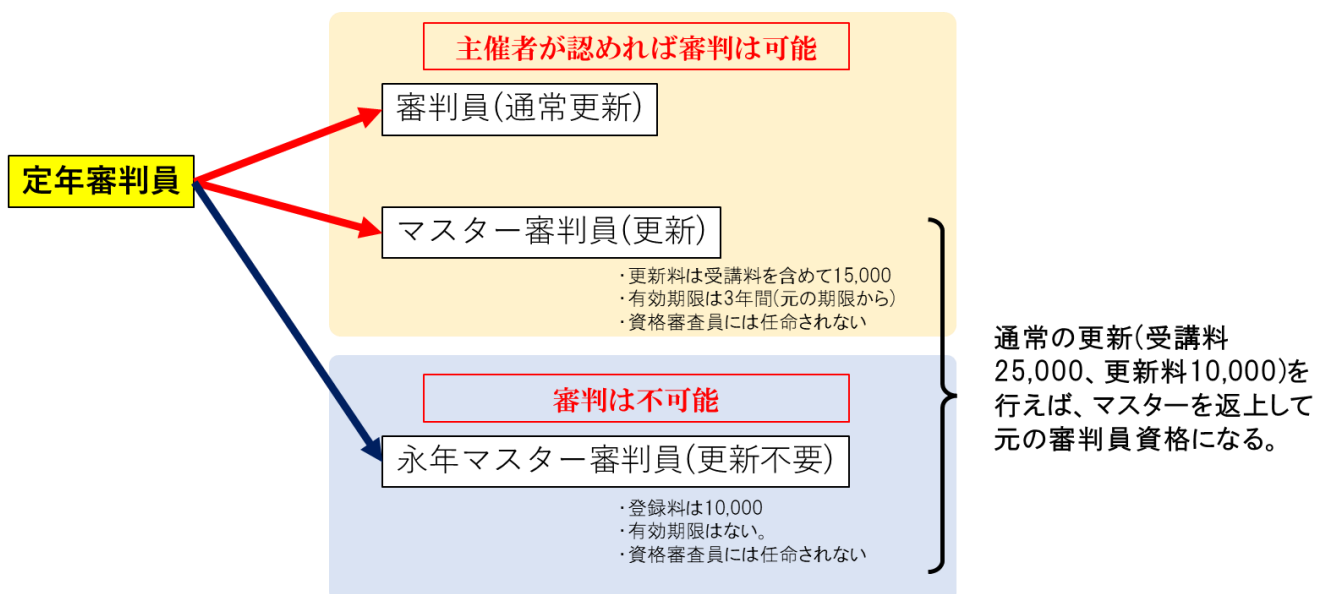 主催者が認めれば審判は可能
審判員(通常更新)
定年審判員
マスター審判員(更新)
・更新料は受講料を含めて15,000
・有効期限は3年間(元の期限から)
・資格審査員には任命されない
審判は不可能
永年マスター審判員(更新不要)
・登録料は10,000
・有効期限はない。
・資格審査員には任命されない
通常の更新(受講料
25,000、更新料10,000)を
行えば、マスターを返上して
元の審判員資格になる。